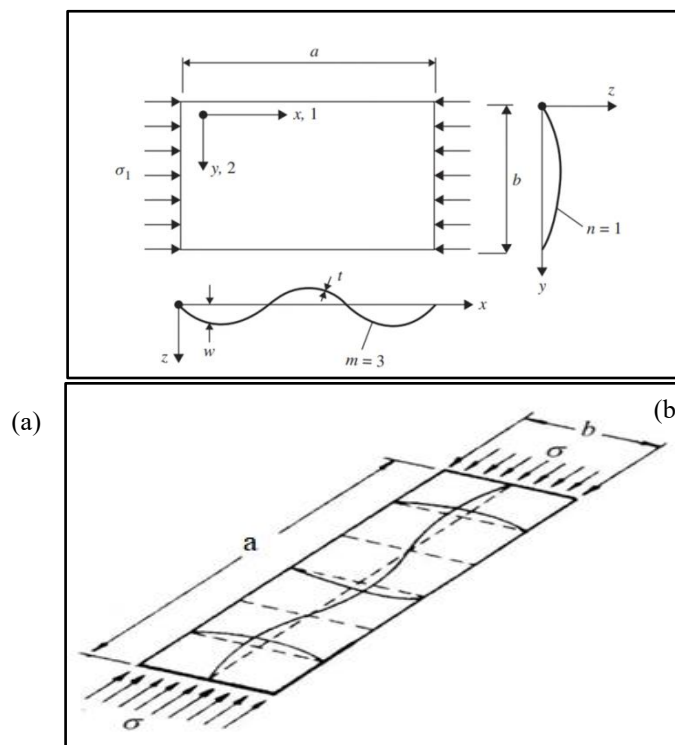 a
z
x, 1
y, 2
σ₁
b
n = 1
t
y
x
w
m = 3
z
(a)
(b
b
σ
a
σ